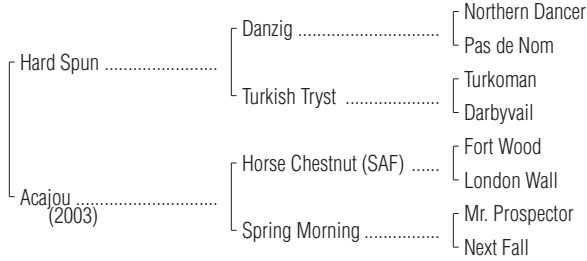 Northern Dancer
Danzig ................................
Pas de Nom
Hard Spun .........................
Turkoman
Turkish Tryst .....................
Darbyvail
Fort Wood
Horse Chestnut (SAF) ......
London Wall
Acajou ................................
(2003)
Mr. Prospector
Spring Morning .................
Next Fall